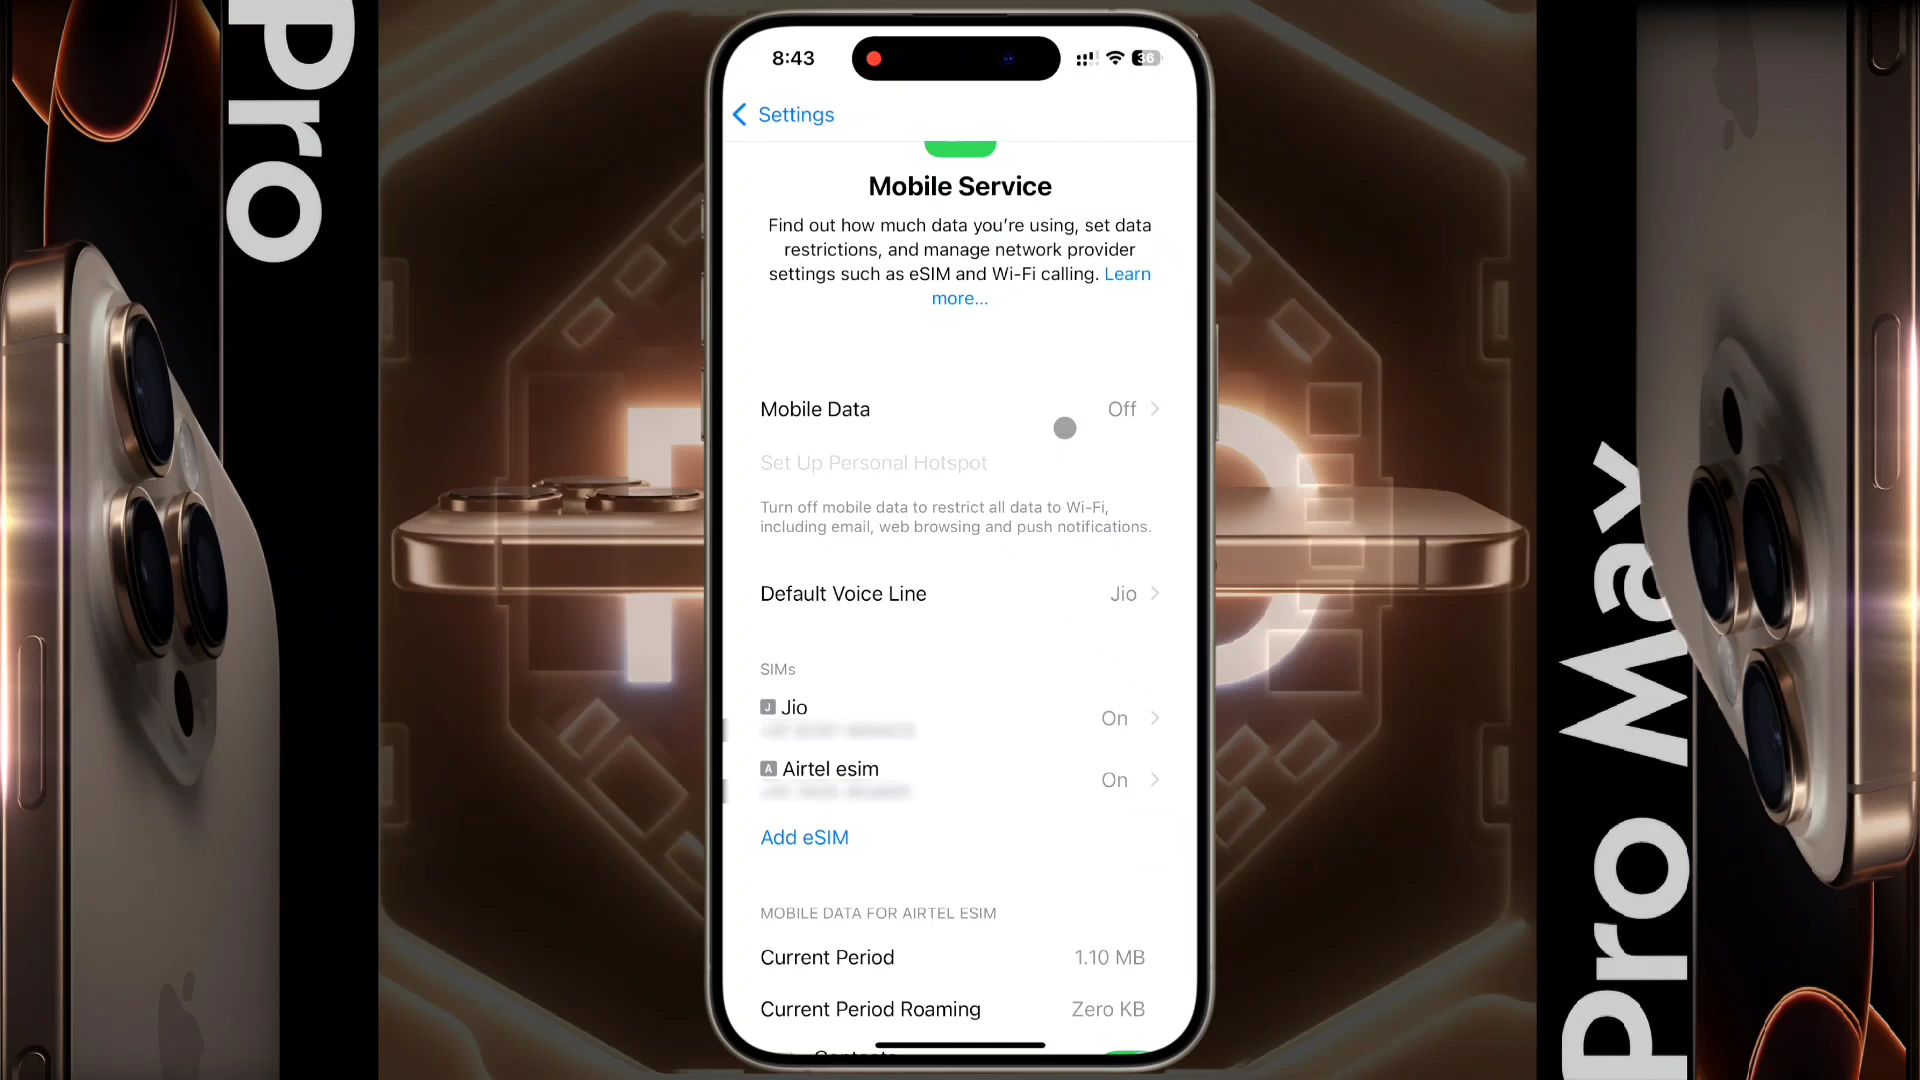 Pro
8:43
36
Settings
Mobile Service
Find out how much data you're using, set data
restrictions, and manage network provider
settings such as eSIM and Wi-Fi calling. Learn
more...
Mobile Data Off
Set Up Personal Hotspot
Turn off mobile data to restrict all data to Wi-Fi,
including email, web browsing and push notifications.
Default Voice Line Jio
SIMs
J Jio On
A Airtel esim On
Add eSIM
MOBILE DATA FOR AIRTEL ESIM
Current Period 1.10 MB
Current Period Roaming Zero KB
Contacts
Pro Max